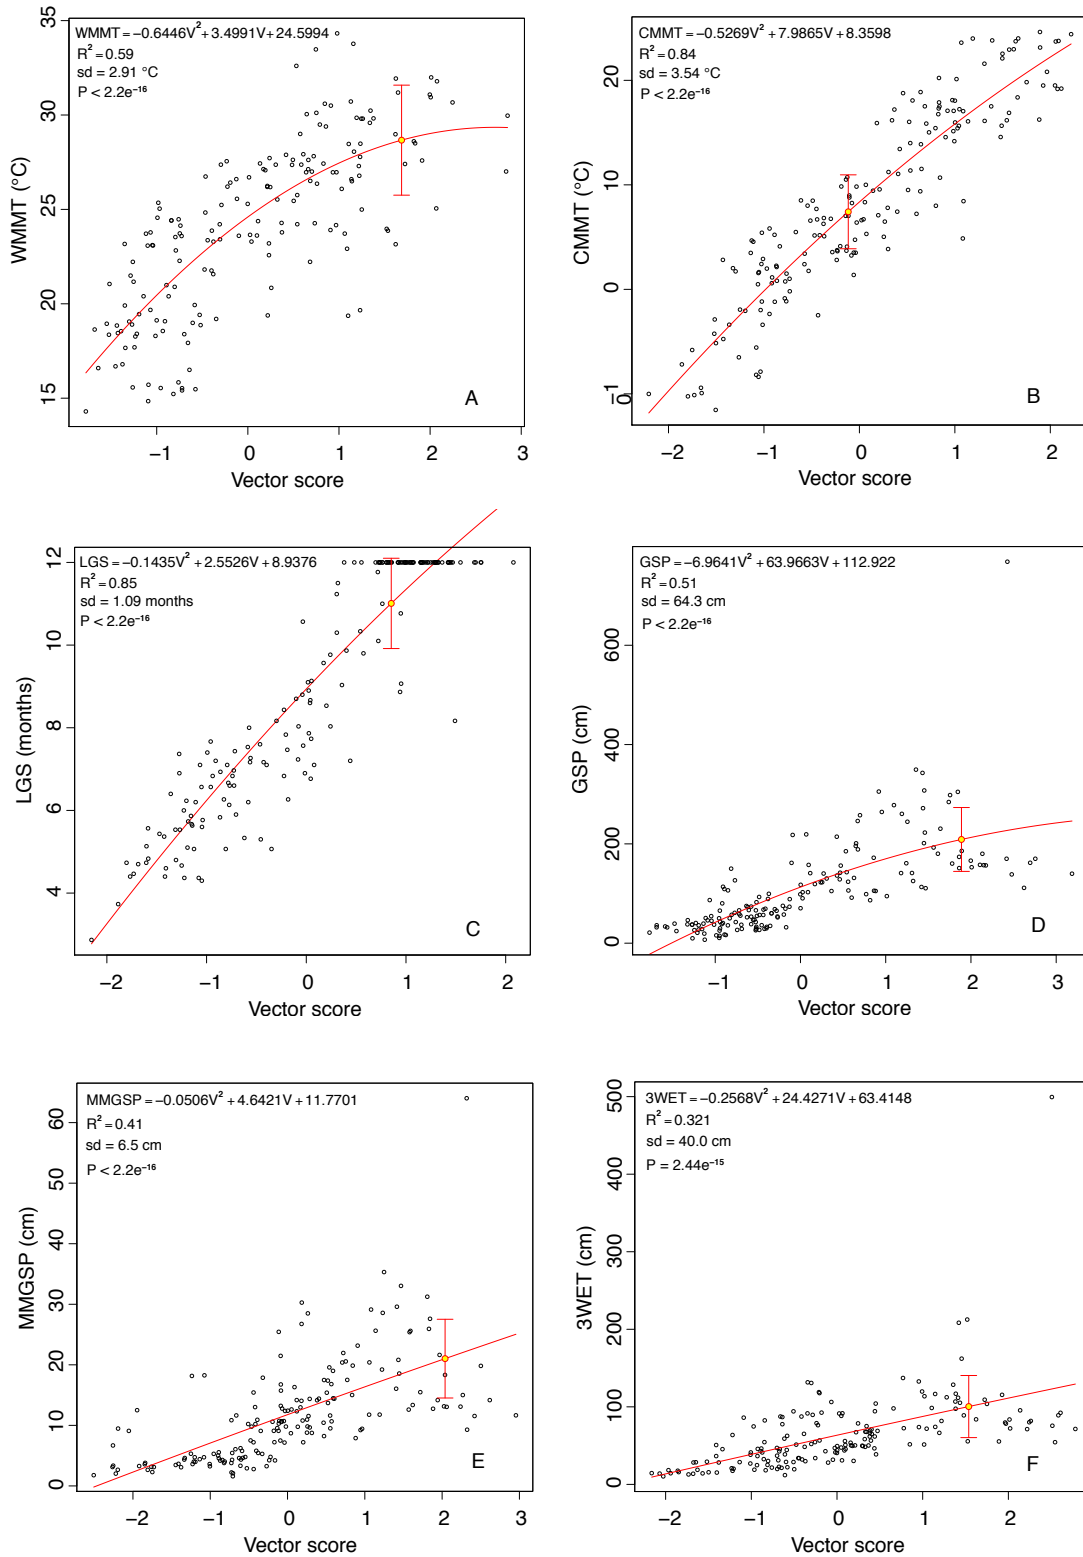 WMMT = −0.6446V² + 3.4991V + 24.5994
R² = 0.59
sd = 2.91 °C
P < 2.2e⁻¹⁶
35
30
25
20
15
WMMT (°C)
A
−1 0 1 2 3
Vector score
CMMT = −0.5269V² + 7.9865V + 8.3598
R² = 0.84
sd = 3.54 °C
P < 2.2e⁻¹⁶
20
10
0
−10
CMMT (°C)
B
−2 −1 0 1 2
Vector score
LGS = −0.1435V² + 2.5526V + 8.9376
R² = 0.85
sd = 1.09 months
P < 2.2e⁻¹⁶
12
10
8
6
4
LGS (months)
C
−2 −1 0 1 2
Vector score
GSP = −6.9641V² + 63.9663V + 112.922
R² = 0.51
sd = 64.3 cm
P < 2.2e⁻¹⁶
600
400
200
0
GSP (cm)
D
−1 0 1 2 3
Vector score
MMGSP = −0.0506V² + 4.6421V + 11.7701
R² = 0.41
sd = 6.5 cm
P < 2.2e⁻¹⁶
60
50
40
30
20
10
0
MMGSP (cm)
E
−2 −1 0 1 2 3
Vector score
3WET = −0.2568V² + 24.4271V + 63.4148
R² = 0.321
sd = 40.0 cm
P = 2.44e⁻¹⁵
500
400
300
200
100
0
3WET (cm)
F
−2 −1 0 1 2
Vector score